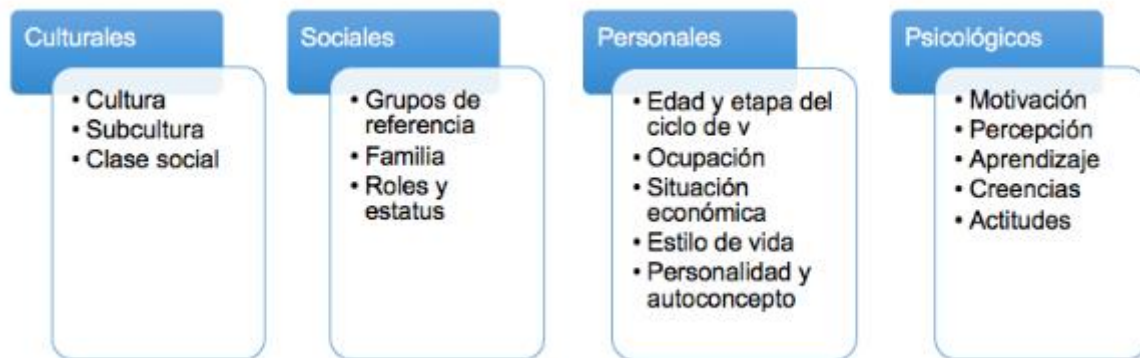 Culturales
• Cultura
• Subcultura
• Clase social
Sociales
• Grupos de
referencia
• Familia
• Roles y
estatus
Personales
• Edad y etapa del
ciclo de v
• Ocupación
• Situación
económica
• Estilo de vida
• Personalidad y
autoconcepto
Psicológicos
• Motivación
• Percepción
• Aprendizaje
• Creencias
• Actitudes